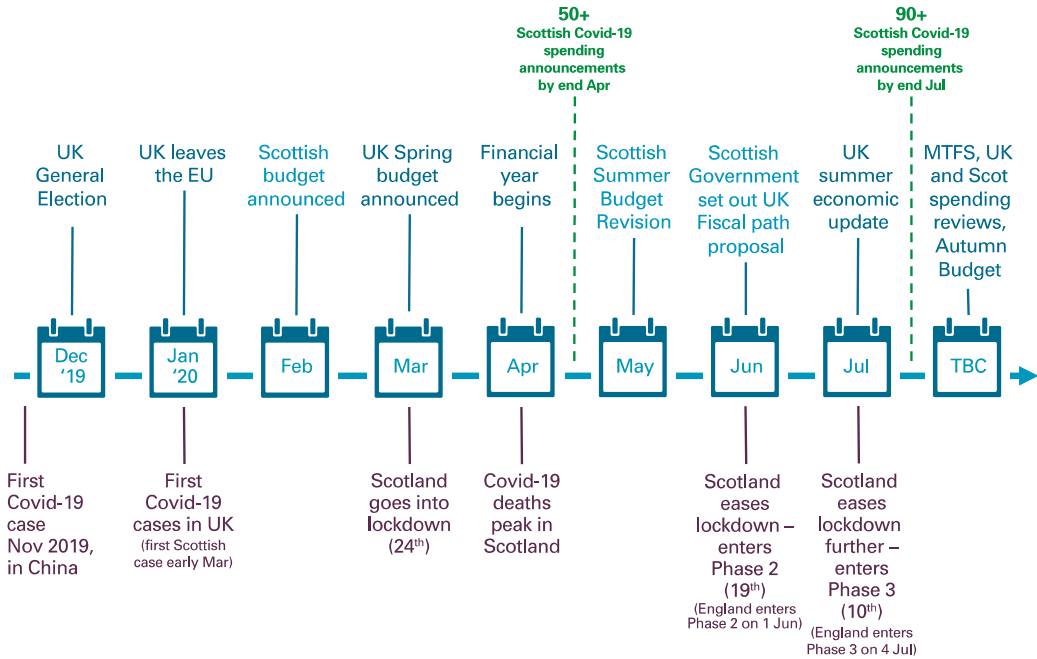 50+
Scottish Covid-19
spending
announcements
by end Apr
90+
Scottish Covid-19
spending
announcements
by end Jul
UK
General
Election
UK leaves
the EU
Scottish
budget
announced
UK Spring
budget
announced
Financial
year
begins
Scottish
Summer
Budget
Revision
Scottish
Government
set out UK
Fiscal path
proposal
UK
summer
economic
update
MTFS, UK
and Scot
spending
reviews,
Autumn
Budget
Dec
‘19
Jan
‘20
Feb
Mar
Apr
May
Jun
Jul
TBC
First
Covid-19
case
Nov 2019,
in China
First
Covid-19
cases in UK
(first Scottish
case early Mar)
Scotland
goes into
lockdown
(24th)
Covid-19
deaths
peak in
Scotland
Scotland
eases
lockdown –
enters
Phase 2
(19th)
(England enters
Phase 2 on 1 Jun)
Scotland
eases
lockdown
further –
enters
Phase 3
(10th)
(England enters
Phase 3 on 4 Jul)